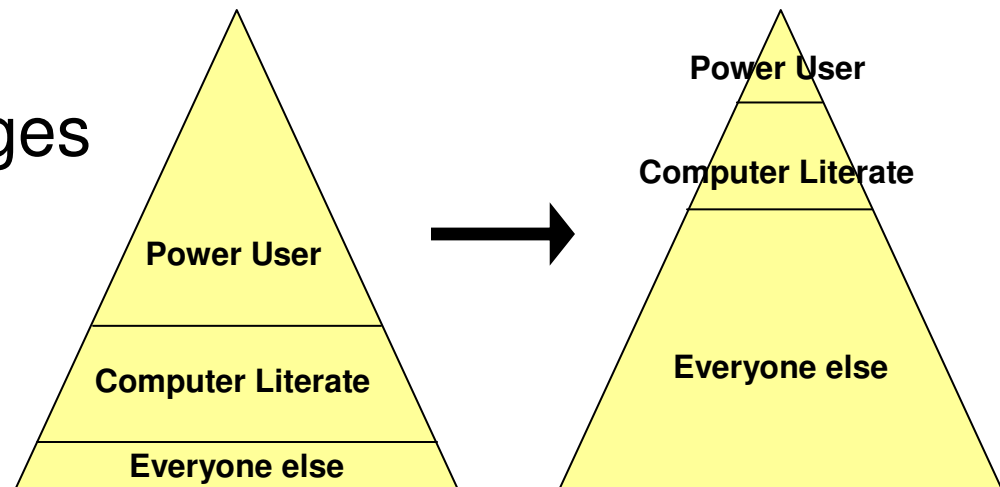 ges
Power User
Computer Literate
Everyone else
Power User
Computer Literate
Everyone else